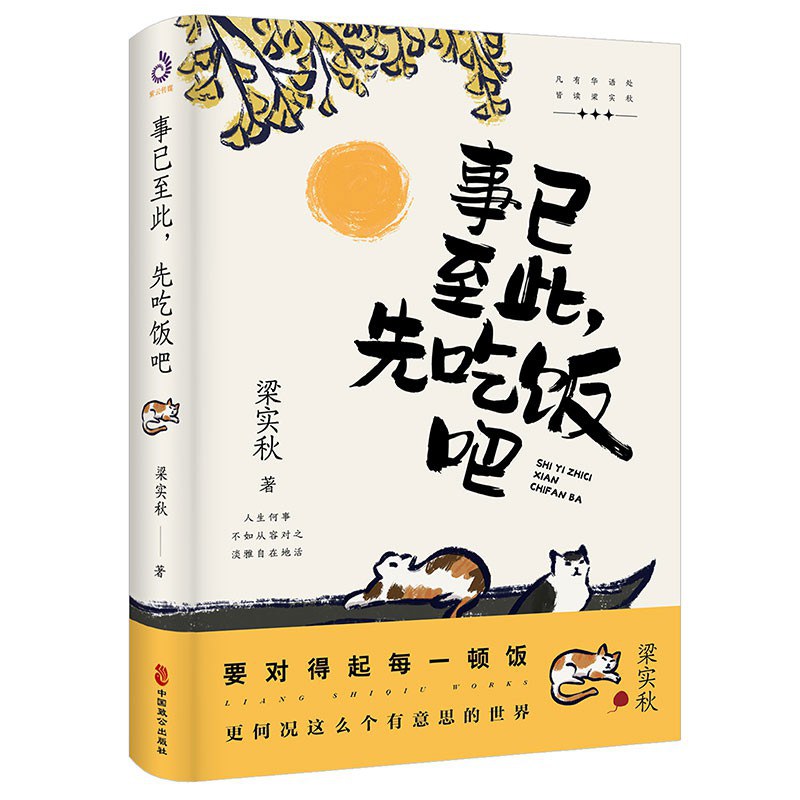 紫云传媒
事已至此，先吃饭吧
梁实秋
著
中国致公出版社
凡有华语处
皆读梁实秋
事已
至此，
先吃饭
吧
SHI YI ZHICI
XIAN
CHIFAN BA
梁实秋
著
人生何事
不如从容对之
淡雅自在地活
要对得起每一顿饭
LIANG SHIQIU WORKS
更何况这么个有意思的世界
梁实秋